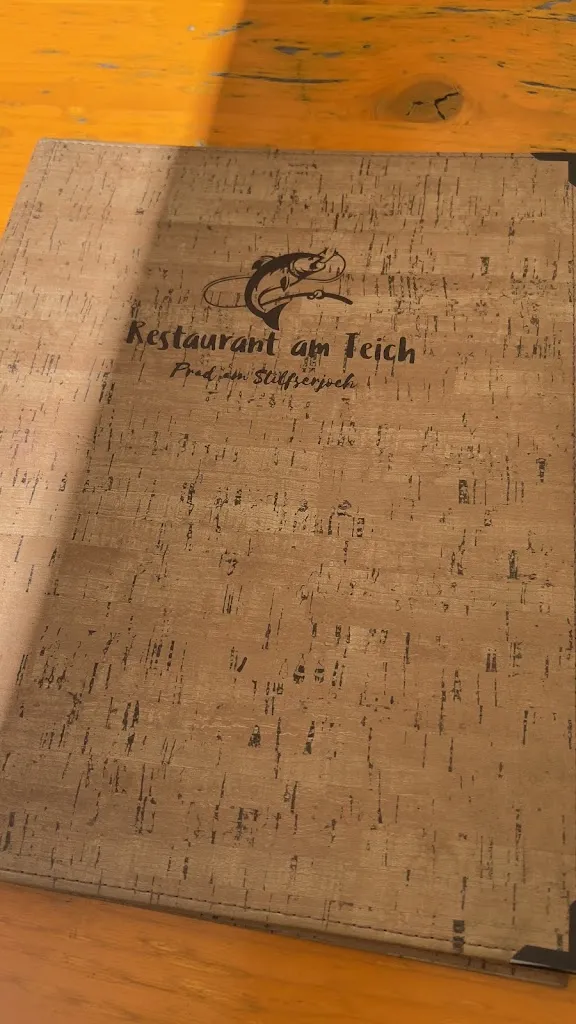 Restaurant am Teich
Prad am Stilfserjoch